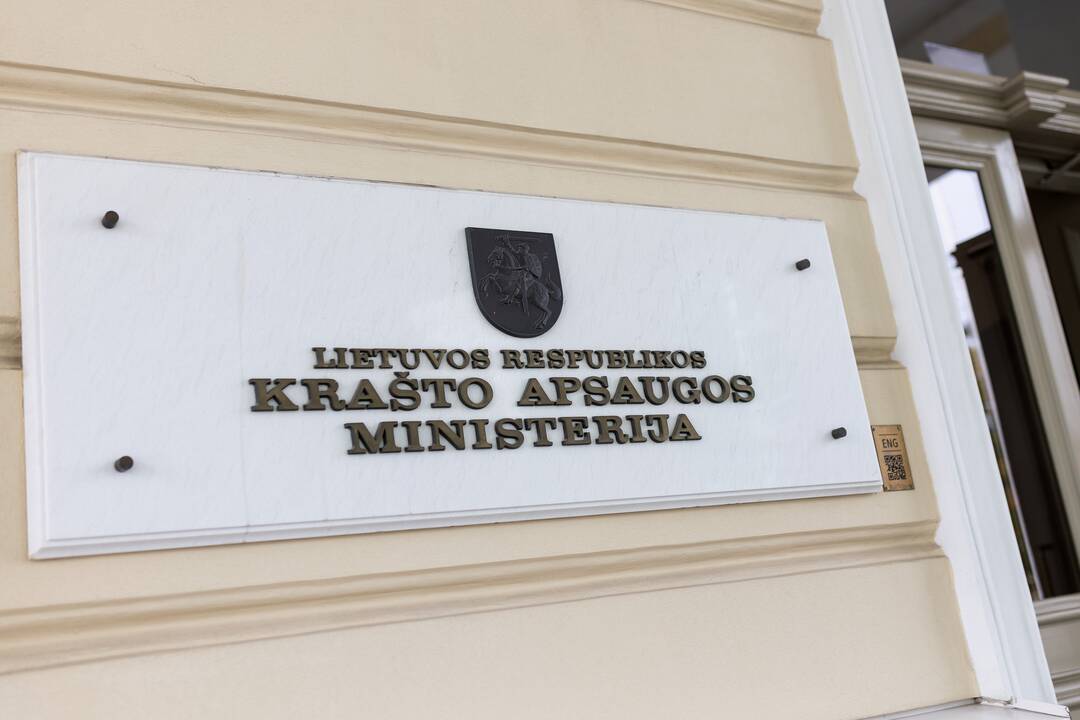 LIETUVOS RESPUBLIKOS
KRAŠTO APSAUGOS
MINISTERIJA
ENG